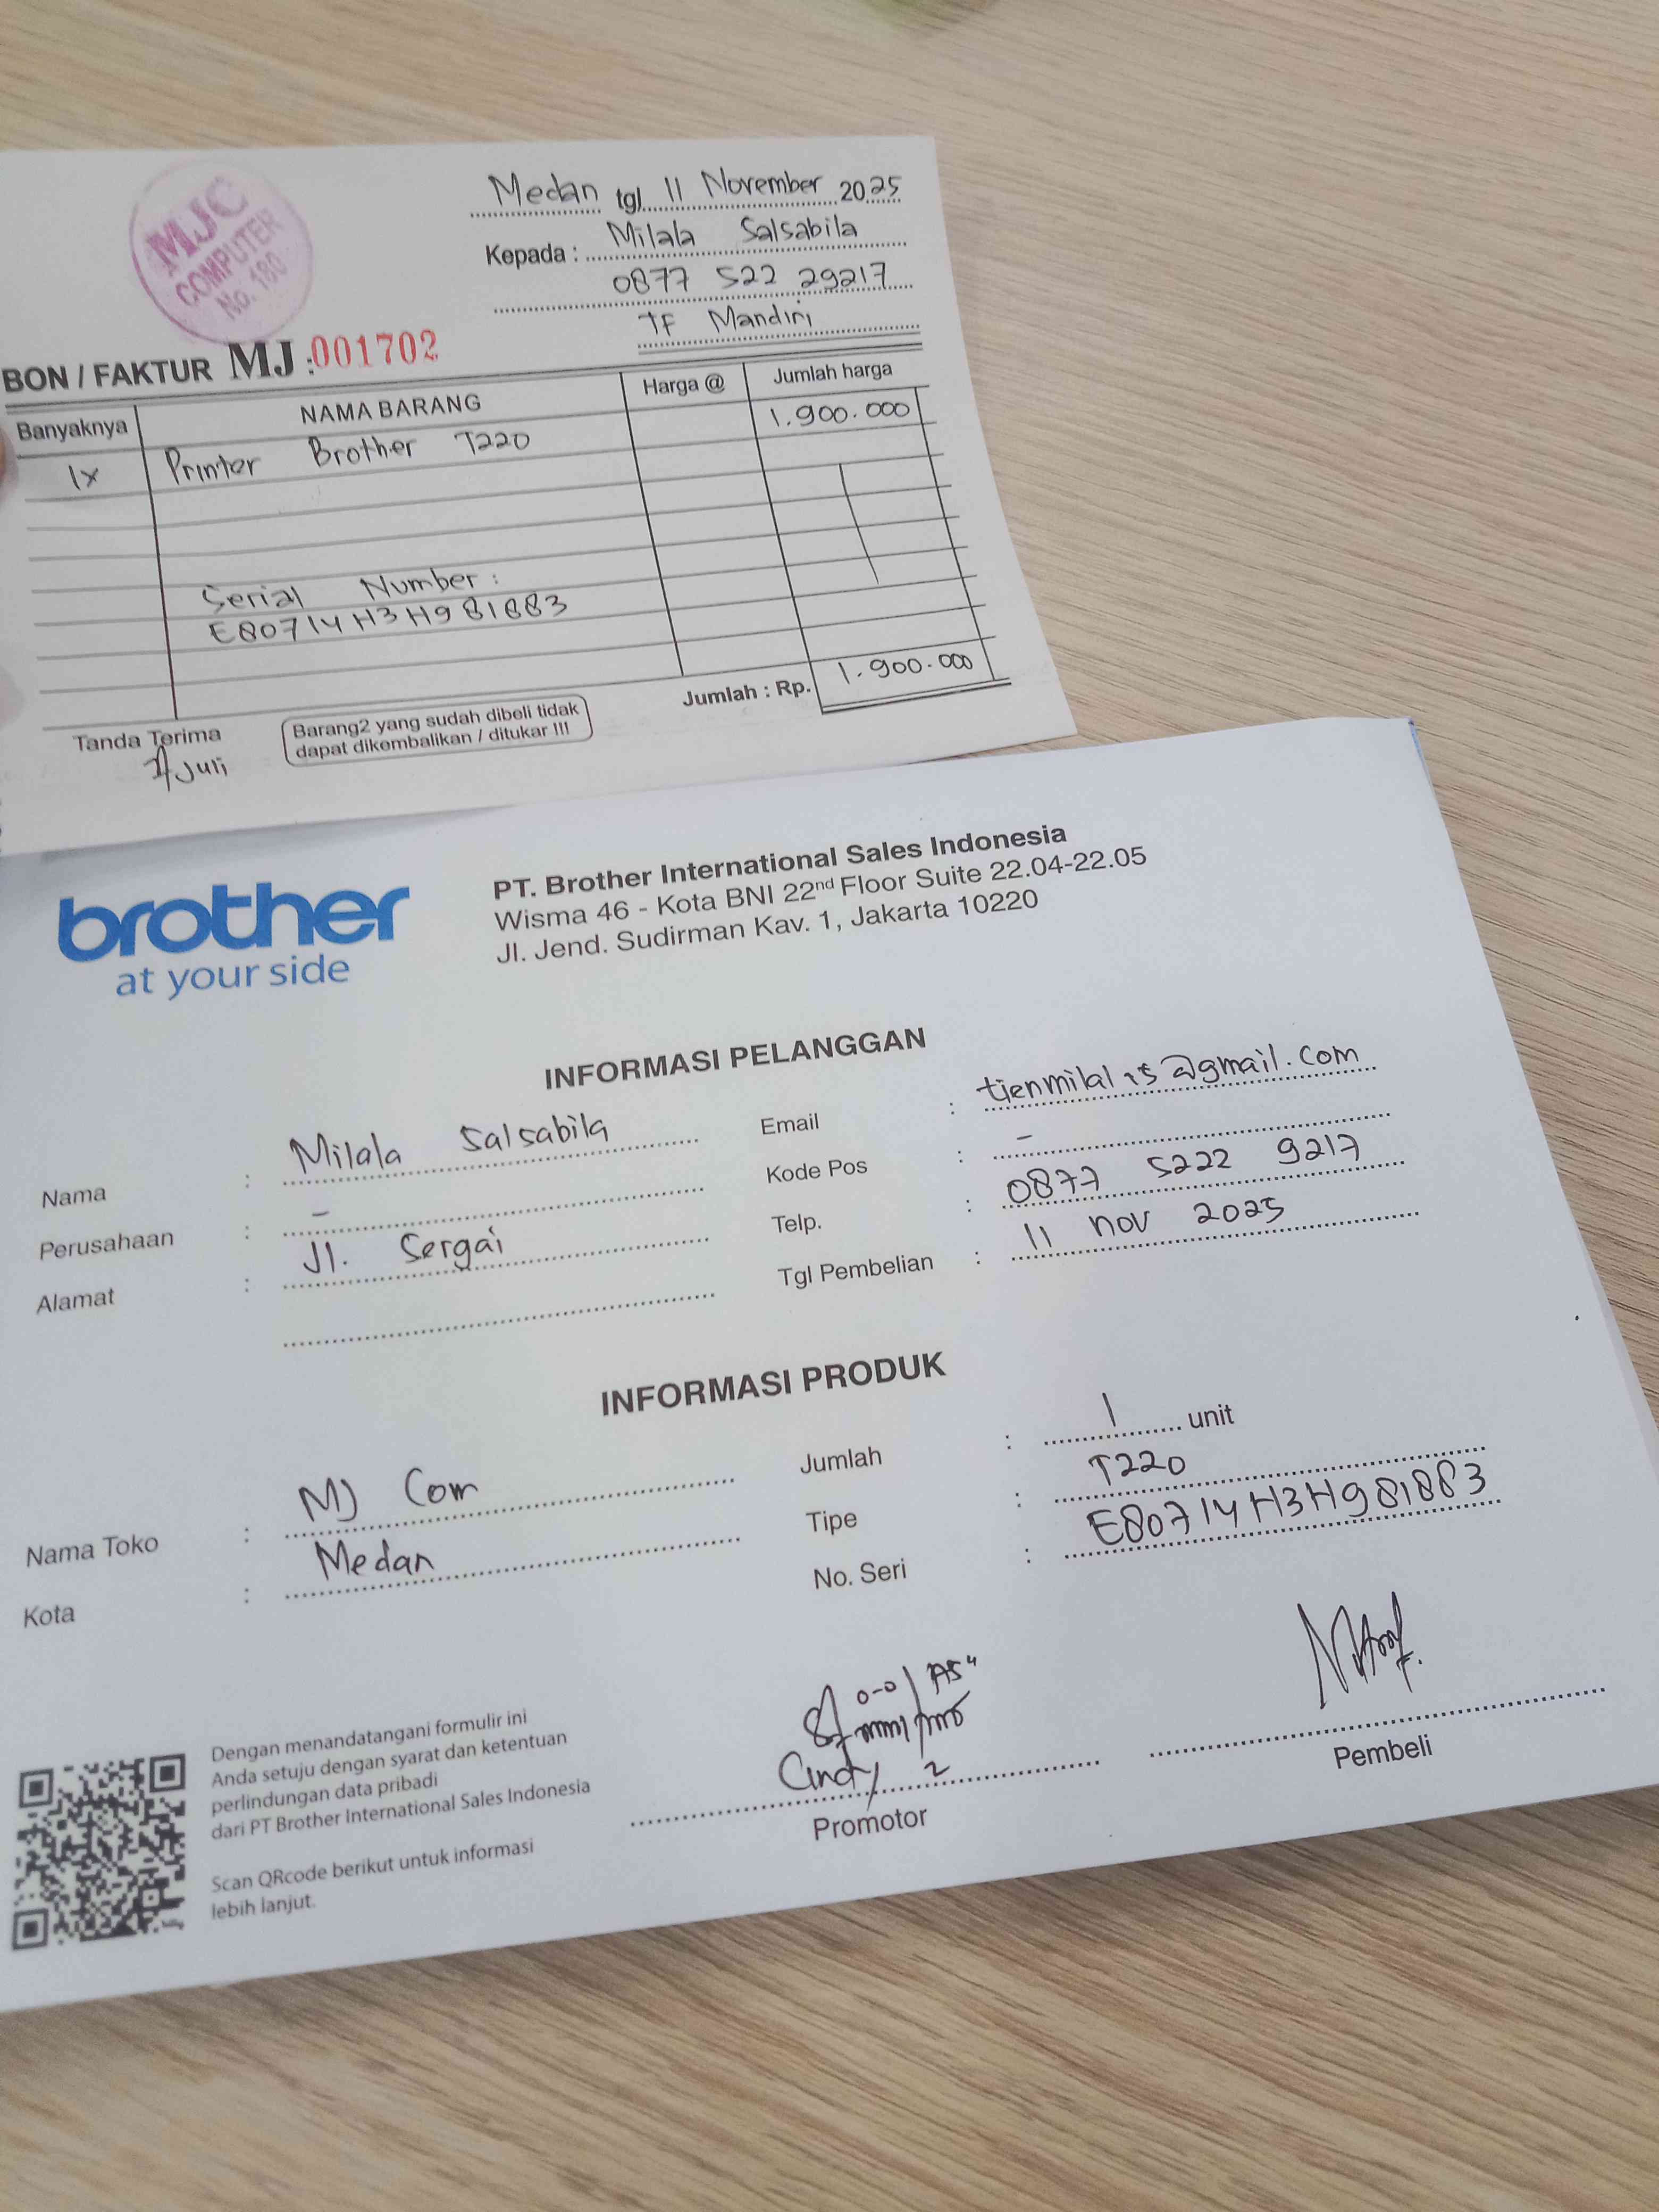 MJC
COMPUTER
No. 180
Medan tgl. 11 November 2025
Kepada : Milala Salsabila
0877 522 29217
TF Mandiri
BON / FAKTUR MJ :001702
Banyaknya NAMA BARANG Harga @ Jumlah harga
1x Printer Brother T220 1.900.000
Serial Number :
E80714H3H981883
Jumlah : Rp. 1.900.000
Tanda Terima
Juli
Barang2 yang sudah dibeli tidak
dapat dikembalikan / ditukar !!!
brother
at your side
PT. Brother International Sales Indonesia
Wisma 46 - Kota BNI 22nd Floor Suite 22.04-22.05
Jl. Jend. Sudirman Kav. 1, Jakarta 10220
INFORMASI PELANGGAN
Nama : Milala Salsabila
Perusahaan : -
Alamat : Jl. Sergai
Email :
Kode Pos : -
Telp. : 0877 5222 9217
Tgl Pembelian : 11 nov 2025
INFORMASI PRODUK
Nama Toko : MJ Com
Kota : Medan
Jumlah : 1 unit
Tipe : T220
No. Seri : E80714H3H981883
Dengan menandatangani formulir ini
Anda setuju dengan syarat dan ketentuan
perlindungan data pribadi
dari PT Brother International Sales Indonesia
Scan QRcode berikut untuk informasi
lebih lanjut.
Cindy 2
Promotor
Pembeli